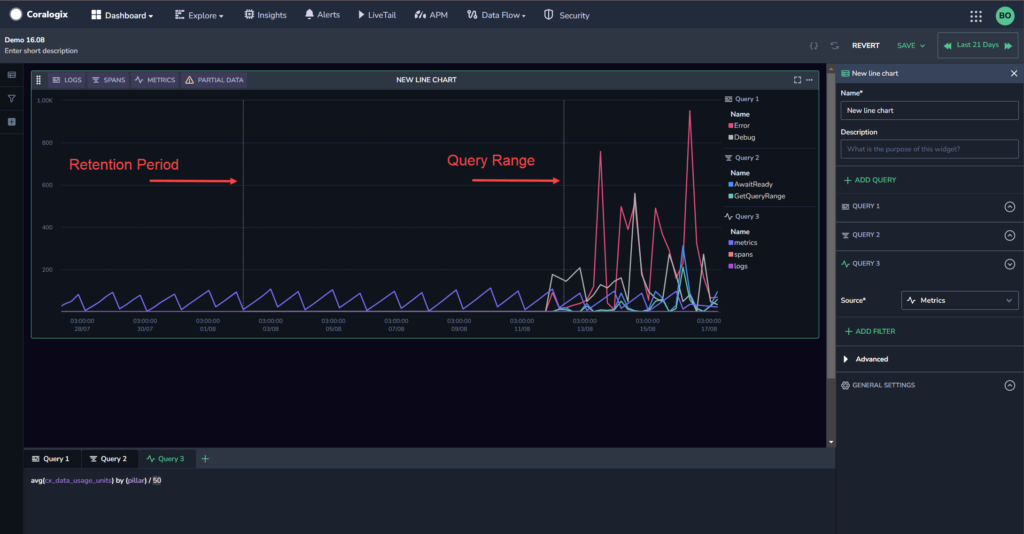 Coralogix
Dashboard
Explore
Insights
Alerts
LiveTail
APM
Data Flow
Security
BO
Demo 16.08
Enter short description
{}
REVERT
SAVE
Last 21 Days
LOGS
SPANS
METRICS
PARTIAL DATA
NEW LINE CHART
1.00K
800
600
400
200
Retention Period
Query Range
03:00:00
28/07
03:00:00
30/07
03:00:00
01/08
03:00:00
03/08
03:00:00
05/08
03:00:00
07/08
03:00:00
09/08
03:00:00
11/08
03:00:00
13/08
03:00:00
15/08
03:00:00
17/08
Query 1
Name
Error
Debug
Query 2
Name
AwaitReady
GetQueryRange
Query 3
Name
metrics
spans
logs
New line chart
Name*
New line chart
Description
What is the purpose of this widget?
+ ADD QUERY
QUERY 1
QUERY 2
QUERY 3
Source*
Metrics
+ ADD FILTER
Advanced
GENERAL SETTINGS
Query 1
Query 2
Query 3
+
avg(cx_data_usage_units) by (pillar) / 50